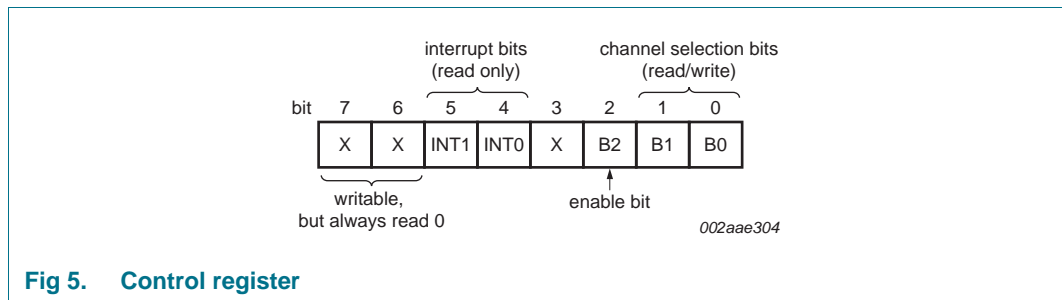 interrupt bits
(read only)
channel selection bits
(read/write)
bit 7 6 5 4 3 2 1 0
X X INT1 INT0 X B2 B1 B0
writable,
but always read 0
enable bit
002aae304
Fig 5. Control register